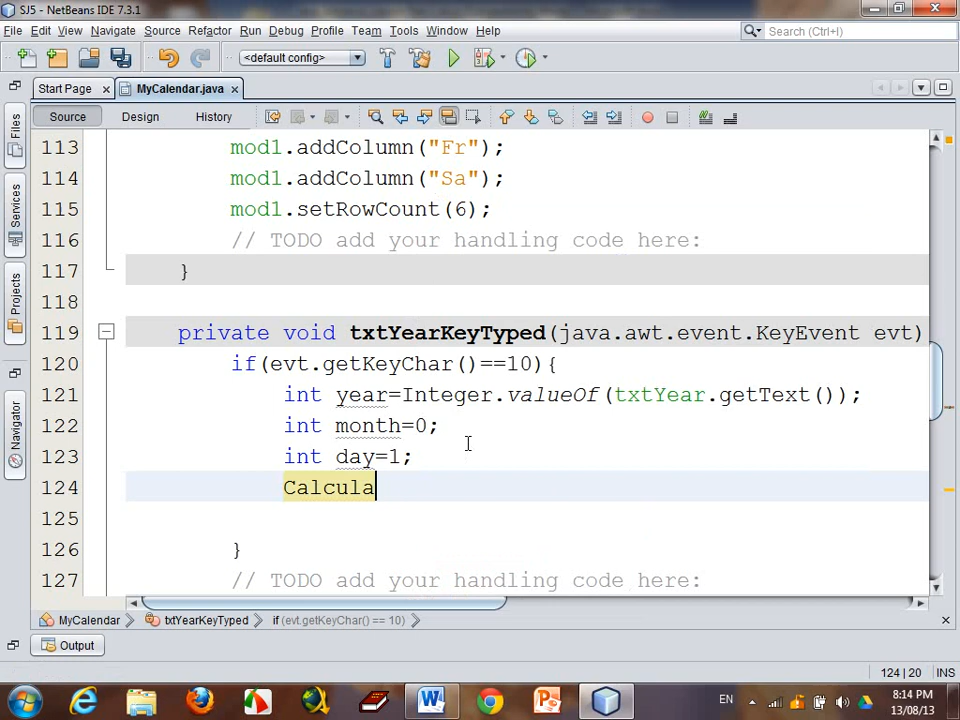 SJ5 - NetBeans IDE 7.3.1
File Edit View Navigate Source Refactor Run Debug Profile Team Tools Window Help
Search (Ctrl+I)
<default config>
Start Page MyCalendar.java
Source Design History
Files
Services
Projects
Navigator
113 mod1.addColumn("Fr");
114 mod1.addColumn("Sa");
115 mod1.setRowCount(6);
116 // TODO add your handling code here:
117 }
118
119 private void txtYearKeyTyped(java.awt.event.KeyEvent evt)
120 if(evt.getKeyChar()==10){
121 int year=Integer.valueOf(txtYear.getText());
122 int month=0;
123 int day=1;
124 Calcula
125
126 }
127 // TODO add your handling code here:
MyCalendar txtYearKeyTyped if (evt.getKeyChar() == 10)
Output
124 | 20 INS
EN
8:14 PM
13/08/13